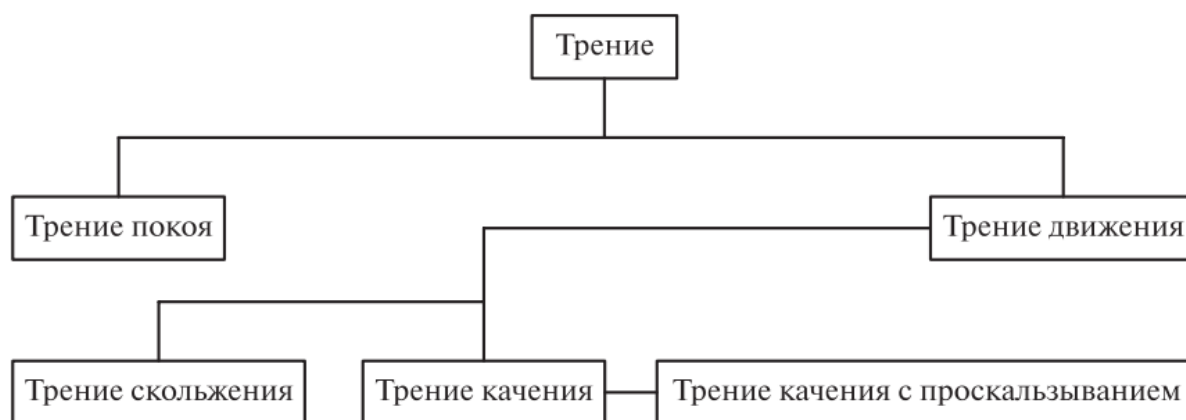 Трение
Трение покоя
Трение движения
Трение скольжения
Трение качения
Трение качения с проскальзыванием